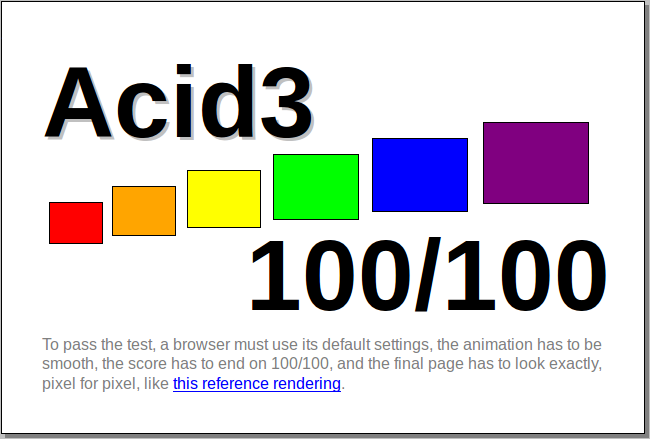 Acid3
100/100
To pass the test, a browser must use its default settings, the animation has to be
smooth, the score has to end on 100/100, and the final page has to look exactly,
pixel for pixel, like this reference rendering.